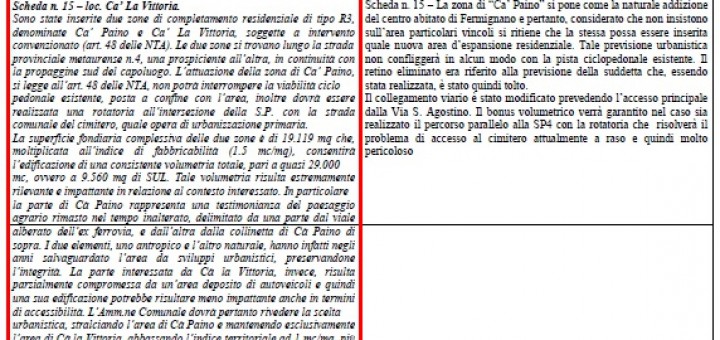 Scheda n. 15 – loc. Ca’ La Vittoria.
Sono state inserite due zone di completamento residenziale di tipo R3,
denominate Ca’ Paino e Ca’ La Vittoria, soggette a intervento
convenzionato (art. 48 delle NTA). Le due zone si trovano lungo la strada
provinciale metaurense n.4, una prospiciente all’altra, in continuità con
la propaggine sud del capoluogo. L’attuazione della zona di Ca’ Paino,
si legge all’art. 48 delle NTA, non potrà interrompere la viabilità ciclo
pedonale esistente, posta a confine con l’area, inoltre dovrà essere
realizzata una rotatoria all’intersezione della S.P. con la strada
comunale del cimitero, quale opera di urbanizzazione primaria.
La superficie fondiaria complessiva delle due zone è di 19.119 mq che,
moltiplicata all’indice di fabbricabilità (1.5 mc/mq), consentirà
l’edificazione di una consistente volumetria totale, pari a quasi 29.000
mc, ovvero a 9.560 mq di SUL. Tale volumetria risulta estremamente
rilevante e impattante in relazione al contesto interessato. In particolare
la parte di Cà Paino rappresenta una testimonianza del paesaggio
agrario rimasto nel tempo inalterato, delimitato da una parte dal viale
alberato dell’ex ferrovia, e dall’altra dalla collinetta di Cà Paino di
sopra. I due elementi, uno antropico e l’altro naturale, hanno infatti negli
anni salvaguardato l’area da sviluppi urbanistici, preservandone
l’integrità. La parte interessata da Cà la Vittoria, invece, risulta
parzialmente compromessa da un’area deposito di autoveicoli e quindi
una sua edificazione potrebbe risultare meno impattante anche in termini
di accessibilità. L’Amm.ne Comunale dovrà pertanto rivedere la scelta
urbanistica, stralciando l’area di Cà Paino e mantenendo esclusivamente
l’area di Cà la Vittoria, abbassando l’indice territoriale ad 1 mc/mq, più
Scheda n. 15 – La zona di “Ca’ Paino” si pone come la naturale addizione
del centro abitato di Fermignano e pertanto, considerato che non insistono
sull’area particolari vincoli si ritiene che la stessa possa essere inserita
quale nuova area d’espansione residenziale. Tale previsione urbanistica
non confliggerà in alcun modo con la pista ciclopedonale esistente. Il
retino eliminato era riferito alla previsione della suddetta che, essendo
stata realizzata, è stato quindi tolto.
Il collegamento viario è stato modificato prevedendo l’accesso principale
dalla Via S. Agostino. Il bonus volumetrico verrà garantito nel caso sia
realizzato il percorso parallelo alla SP4 con la rotatoria che risolverà il
problema di accesso al cimitero attualmente a raso e quindi molto
pericoloso